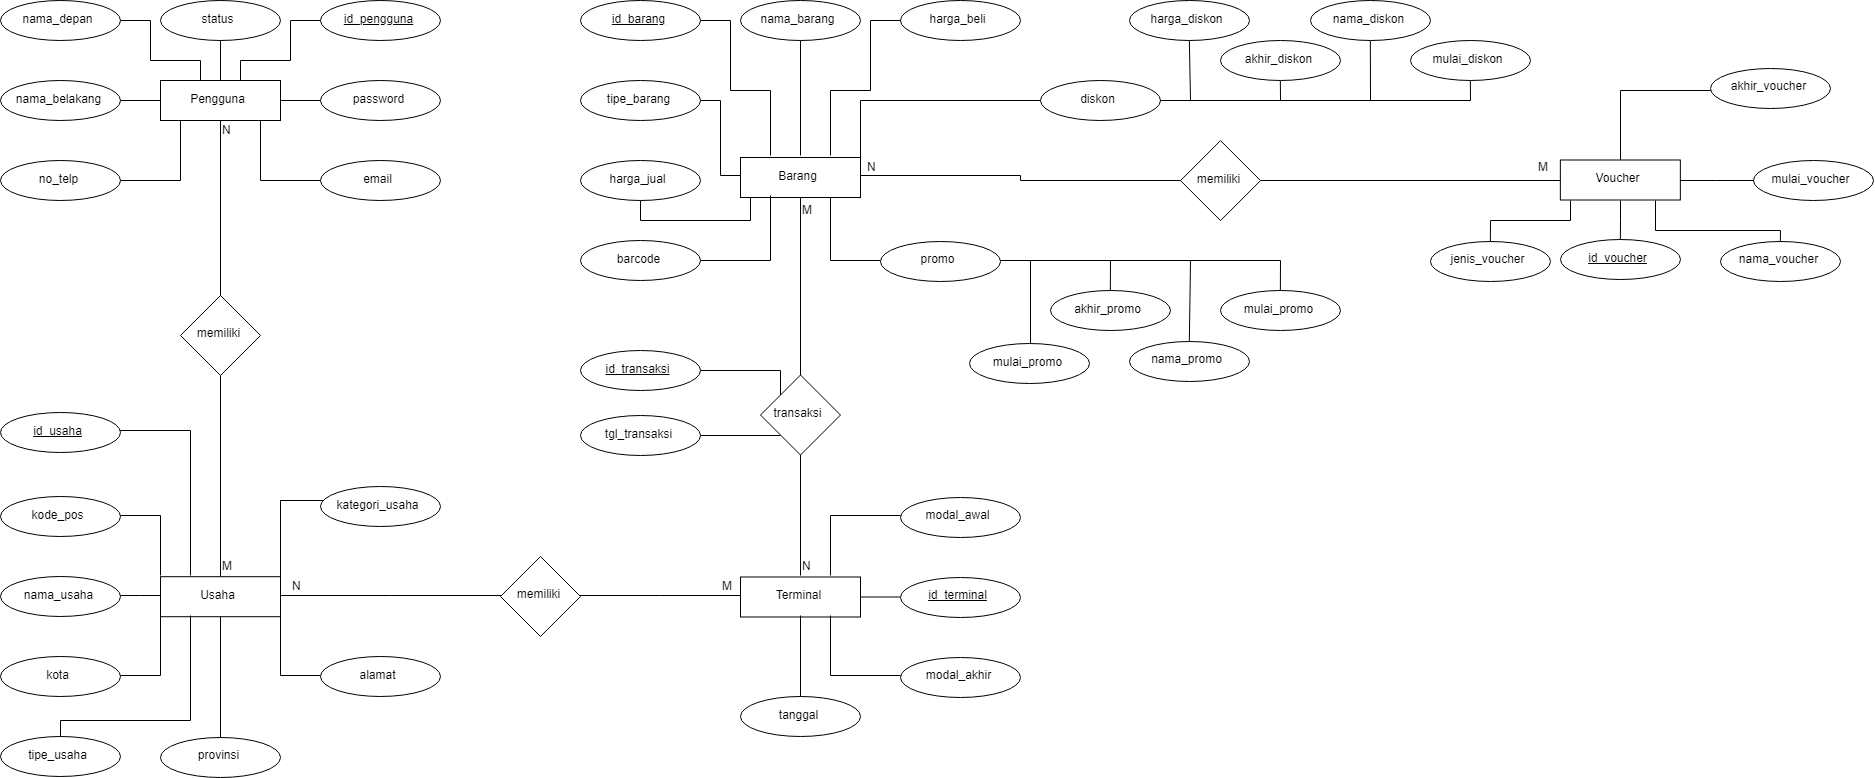 nama_depan
status
id_pengguna
nama_belakang
Pengguna
password
N
no_telp
email
memiliki
id_barang
nama_barang
harga_beli
tipe_barang
harga_jual
Barang
barcode
N
M
diskon
harga_diskon
akhir_diskon
nama_diskon
mulai_diskon
memiliki
M
Voucher
akhir_voucher
mulai_voucher
jenis_voucher
id_voucher
nama_voucher
promo
mulai_promo
akhir_promo
nama_promo
mulai_promo
id_transaksi
transaksi
tgl_transaksi
id_usaha
kode_pos
kategori_usaha
M
nama_usaha
Usaha
N
memiliki
M
kota
alamat
tipe_usaha
provinsi
N
Terminal
modal_awal
id_terminal
modal_akhir
tanggal